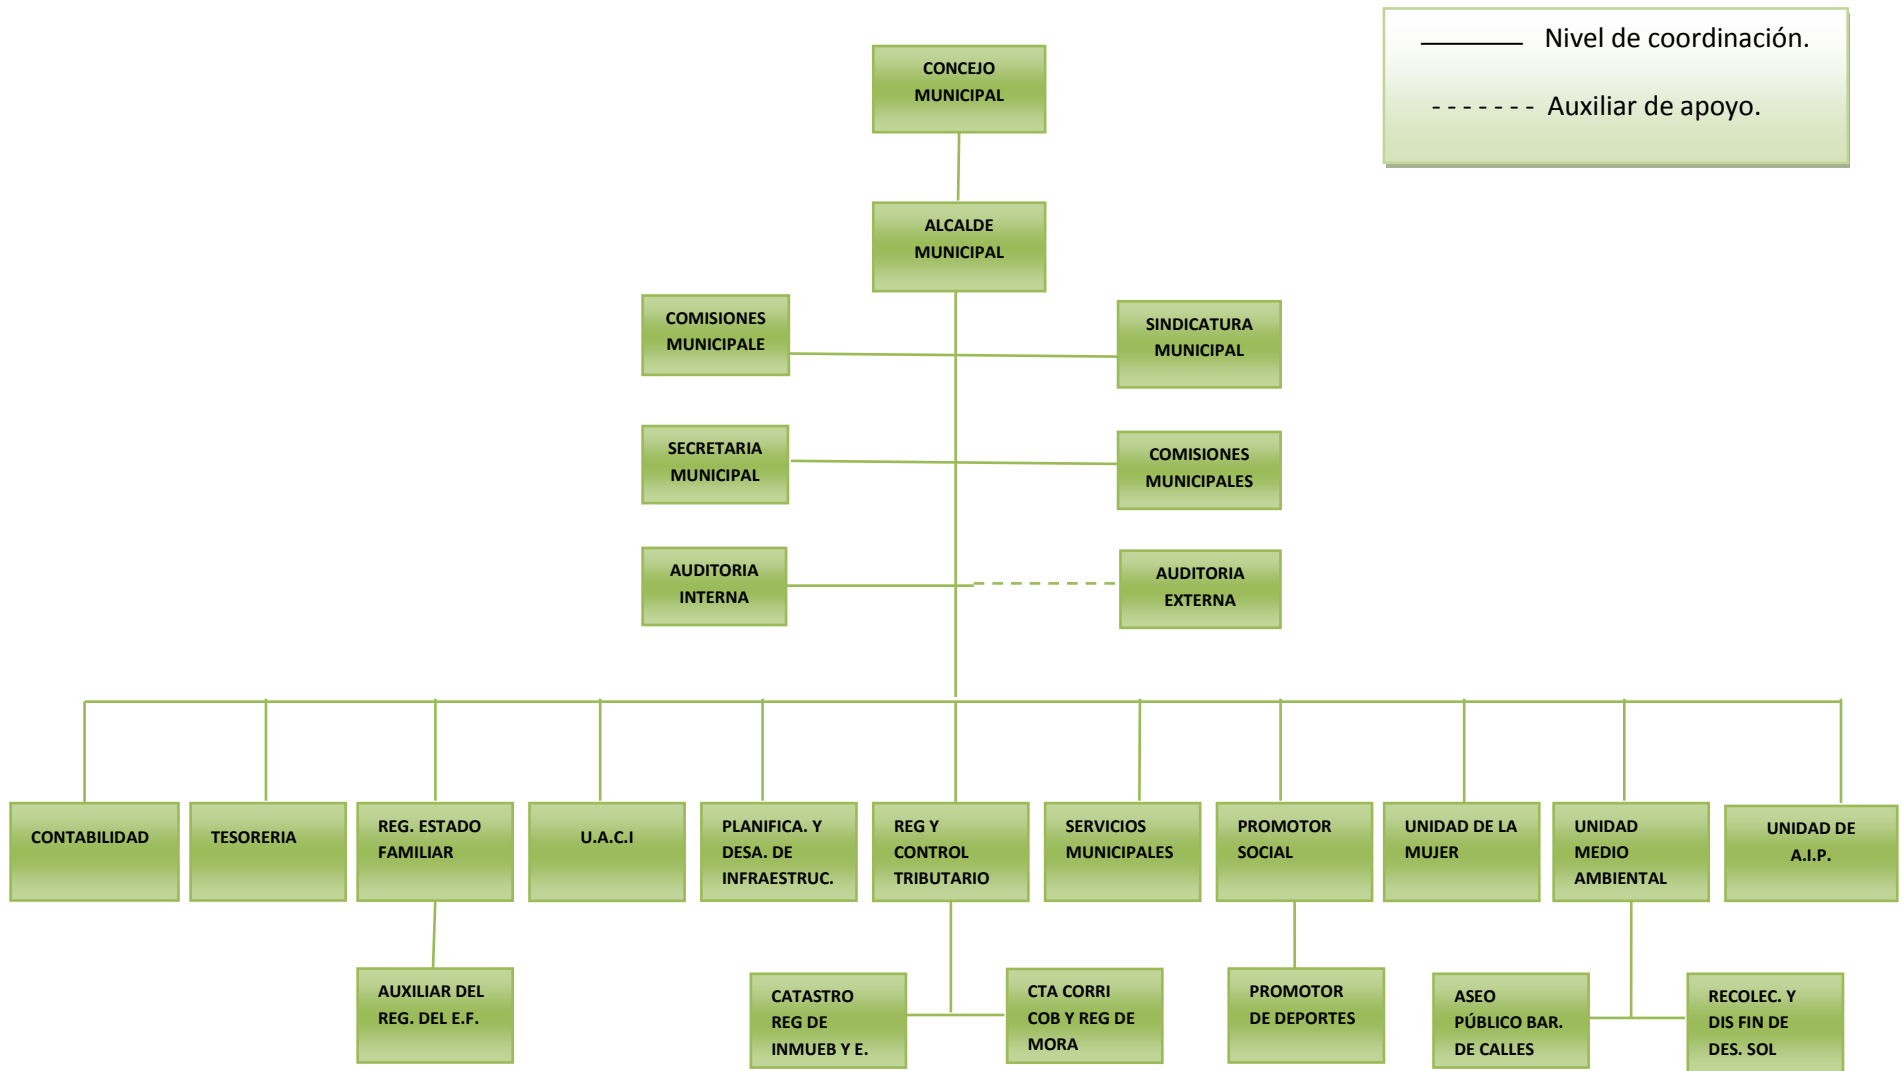 Nivel de coordinación.
- - - - - - - Auxiliar de apoyo.
CONCEJO
MUNICIPAL
ALCALDE
MUNICIPAL
COMISIONES
MUNICIPALE
SINDICATURA
MUNICIPAL
SECRETARIA
MUNICIPAL
COMISIONES
MUNICIPALES
AUDITORIA
INTERNA
AUDITORIA
EXTERNA
CONTABILIDAD
TESORERIA
REG. ESTADO
FAMILIAR
U.A.C.I
PLANIFICA. Y
DESA. DE
INFRAESTRUC.
REG Y
CONTROL
TRIBUTARIO
SERVICIOS
MUNICIPALES
PROMOTOR
SOCIAL
UNIDAD DE LA
MUJER
UNIDAD
MEDIO
AMBIENTAL
UNIDAD DE
A.I.P.
AUXILIAR DEL
REG. DEL E.F.
CATASTRO
REG DE
INMUEB Y E.
CTA CORRI
COB Y REG DE
MORA
PROMOTOR
DE DEPORTES
ASEO
PÚBLICO BAR.
DE CALLES
RECOLEC. Y
DIS FIN DE
DES. SOL